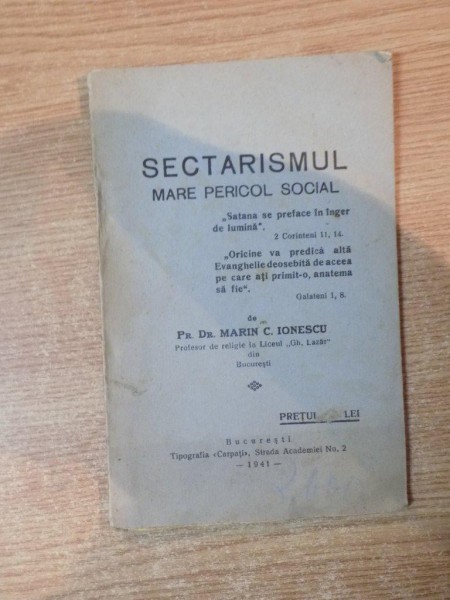 SECTARISMUL
MARE PERICOL SOCIAL
„Satana se preface în înger
de lumină".
2 Corinteni 11, 14.
„Oricine va predică altă
Evanghelie deosebită de aceea
pe care ați primit-o, anatema
să fie".
Galateni 1, 8.
de
PR. DR. MARIN C. IONESCU
Profesor de religie la Liceul „Gh. Lazăr"
din
București
PREȚUL LEI
București
Tipografia «Carpați», Strada Academiei No. 2
— 1941 —